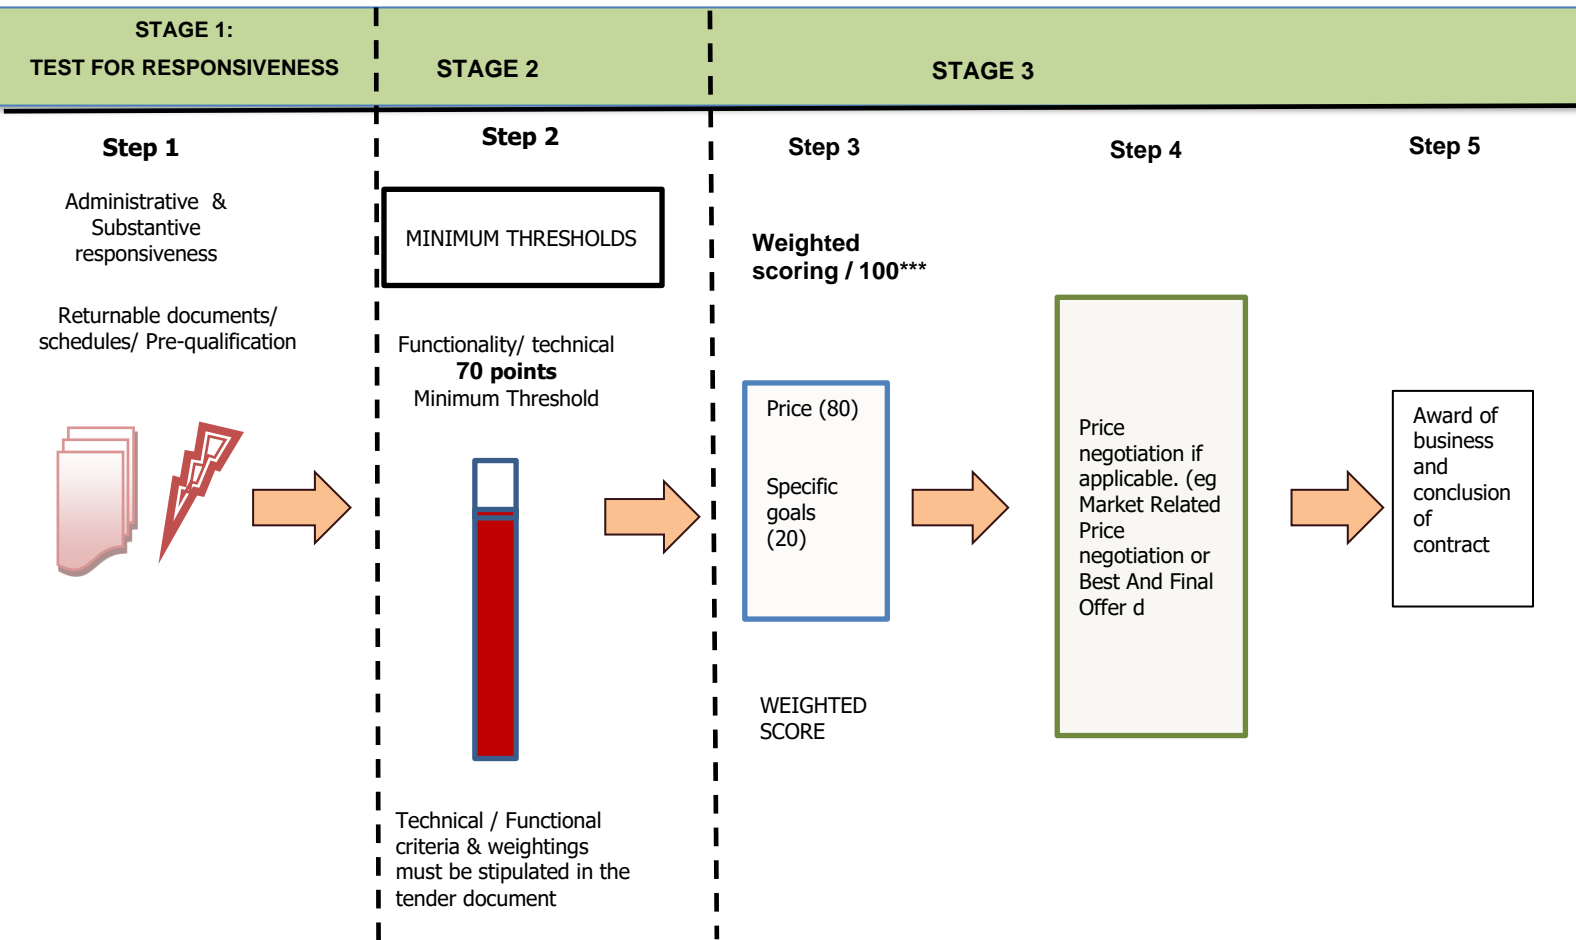 STAGE 1:
TEST FOR RESPONSIVENESS
STAGE 2
STAGE 3
Step 1
Administrative &
Substantive
responsiveness
Returnable documents/
schedules/ Pre-qualification
Step 2
MINIMUM THRESHOLDS
Functionality/ technical
70 points
Minimum Threshold
Technical / Functional
criteria & weightings
must be stipulated in the
tender document
Step 3
Weighted
scoring / 100***
Price (80)
Specific
goals
(20)
WEIGHTED
SCORE
Step 4
Price
negotiation if
applicable. (eg
Market Related
Price
negotiation or
Best And Final
Offer d
Step 5
Award of
business
and
conclusion
of
contract